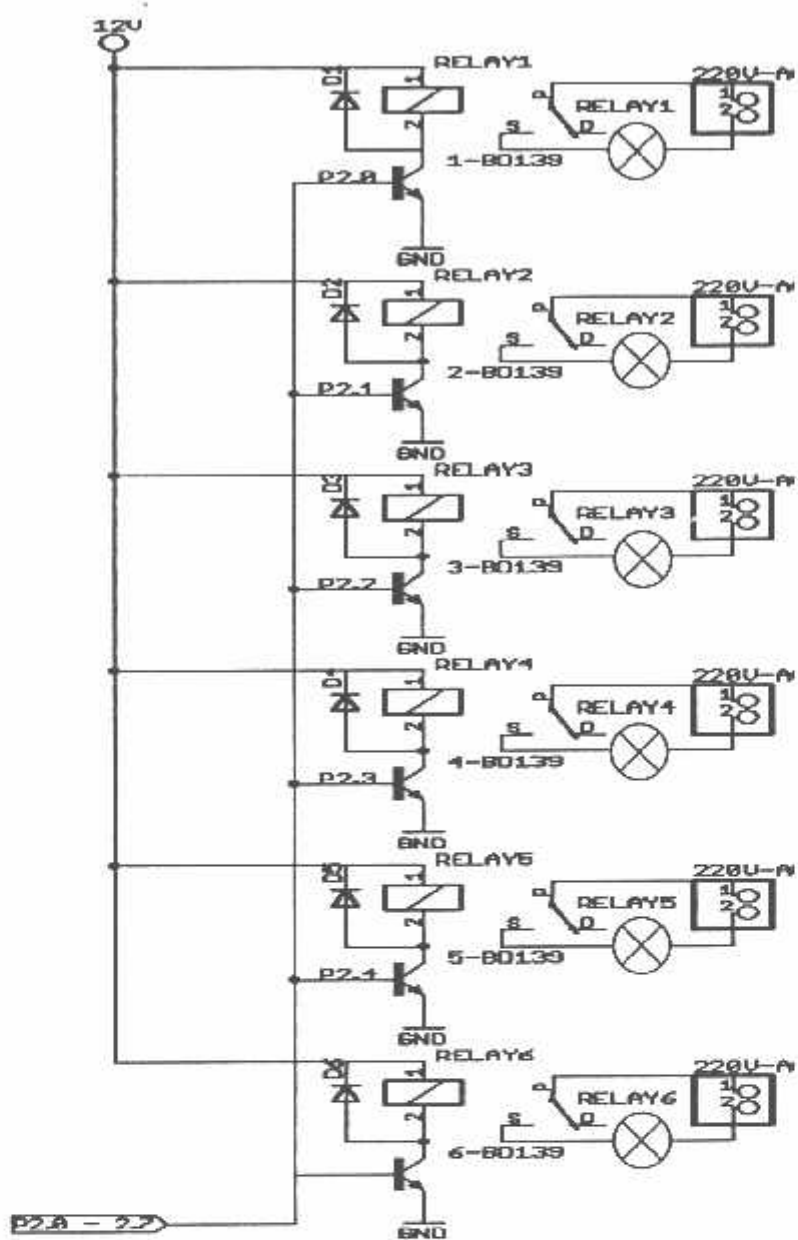 12V
RELAY1
220V-A
D1
1
2
P
S
O
RELAY1
1
2
1-BD139
P2.0
GND
RELAY2
220V-A
D2
1
2
P
S
O
RELAY2
1
2
2-BD139
P2.1
GND
RELAY3
220V-A
D3
1
2
P
S
O
RELAY3
1
2
3-BD139
P2.2
GND
RELAY4
220V-A
D4
1
2
P
S
O
RELAY4
1
2
4-BD139
P2.3
GND
RELAY5
220V-A
D5
1
2
P
S
O
RELAY5
1
2
5-BD139
P2.4
GND
RELAY6
220V-A
D6
1
2
P
S
O
RELAY6
1
2
6-BD139
P2.0 - 2.7
GND